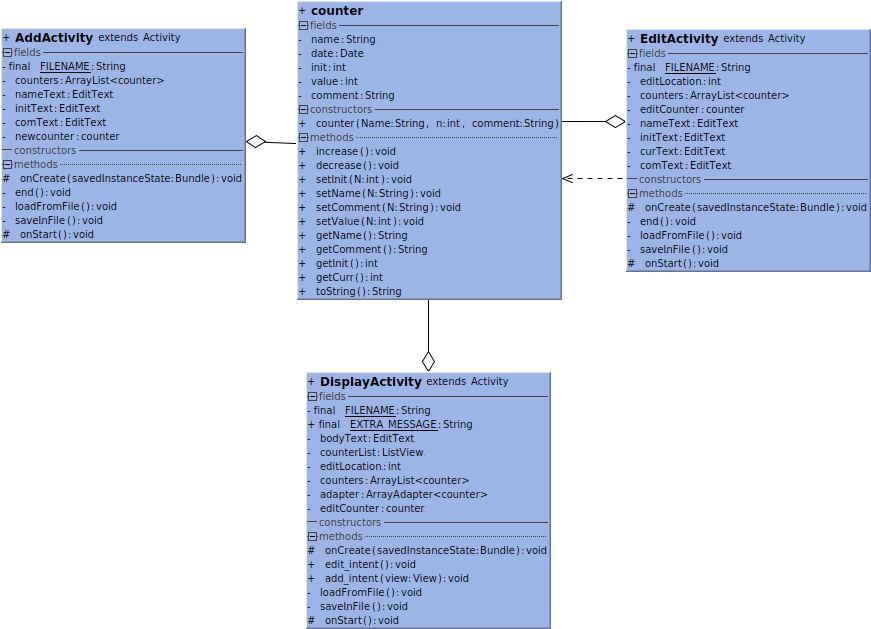 + AddActivity extends Activity
fields
- final FILENAME:String
- counters:ArrayList<counter>
- nameText:EditText
- initText:EditText
- comText:EditText
- newcounter:counter
constructors
methods
# onCreate(savedInstanceState:Bundle):void
- end():void
- loadFromFile():void
- saveInFile():void
# onStart():void
+ counter
fields
- name:String
- date:Date
- init:int
- value:int
- comment:String
constructors
+ counter(Name:String, n:int, comment:String)
methods
+ increase():void
+ decrease():void
+ setInit(N:int):void
+ setName(N:String):void
+ setComment(N:String):void
+ setValue(N:int):void
+ getName():String
+ getComment():String
+ getInit():int
+ getCurr():int
+ toString():String
+ EditActivity extends Activity
fields
- final FILENAME:String
- editLocation:int
- counters:ArrayList<counter>
- editCounter:counter
- nameText:EditText
- initText:EditText
- curText:EditText
- comText:EditText
constructors
methods
# onCreate(savedInstanceState:Bundle):void
- end():void
- loadFromFile():void
- saveInFile():void
# onStart():void
+ DisplayActivity extends Activity
fields
- final FILENAME:String
+ final EXTRA_MESSAGE:String
- bodyText:EditText
- counterList:ListView
- editLocation:int
- counters:ArrayList<counter>
- adapter:ArrayAdapter<counter>
- editCounter:counter
constructors
methods
# onCreate(savedInstanceState:Bundle):void
+ edit_intent():void
+ add_intent(view:View):void
- loadFromFile():void
- saveInFile():void
# onStart():void